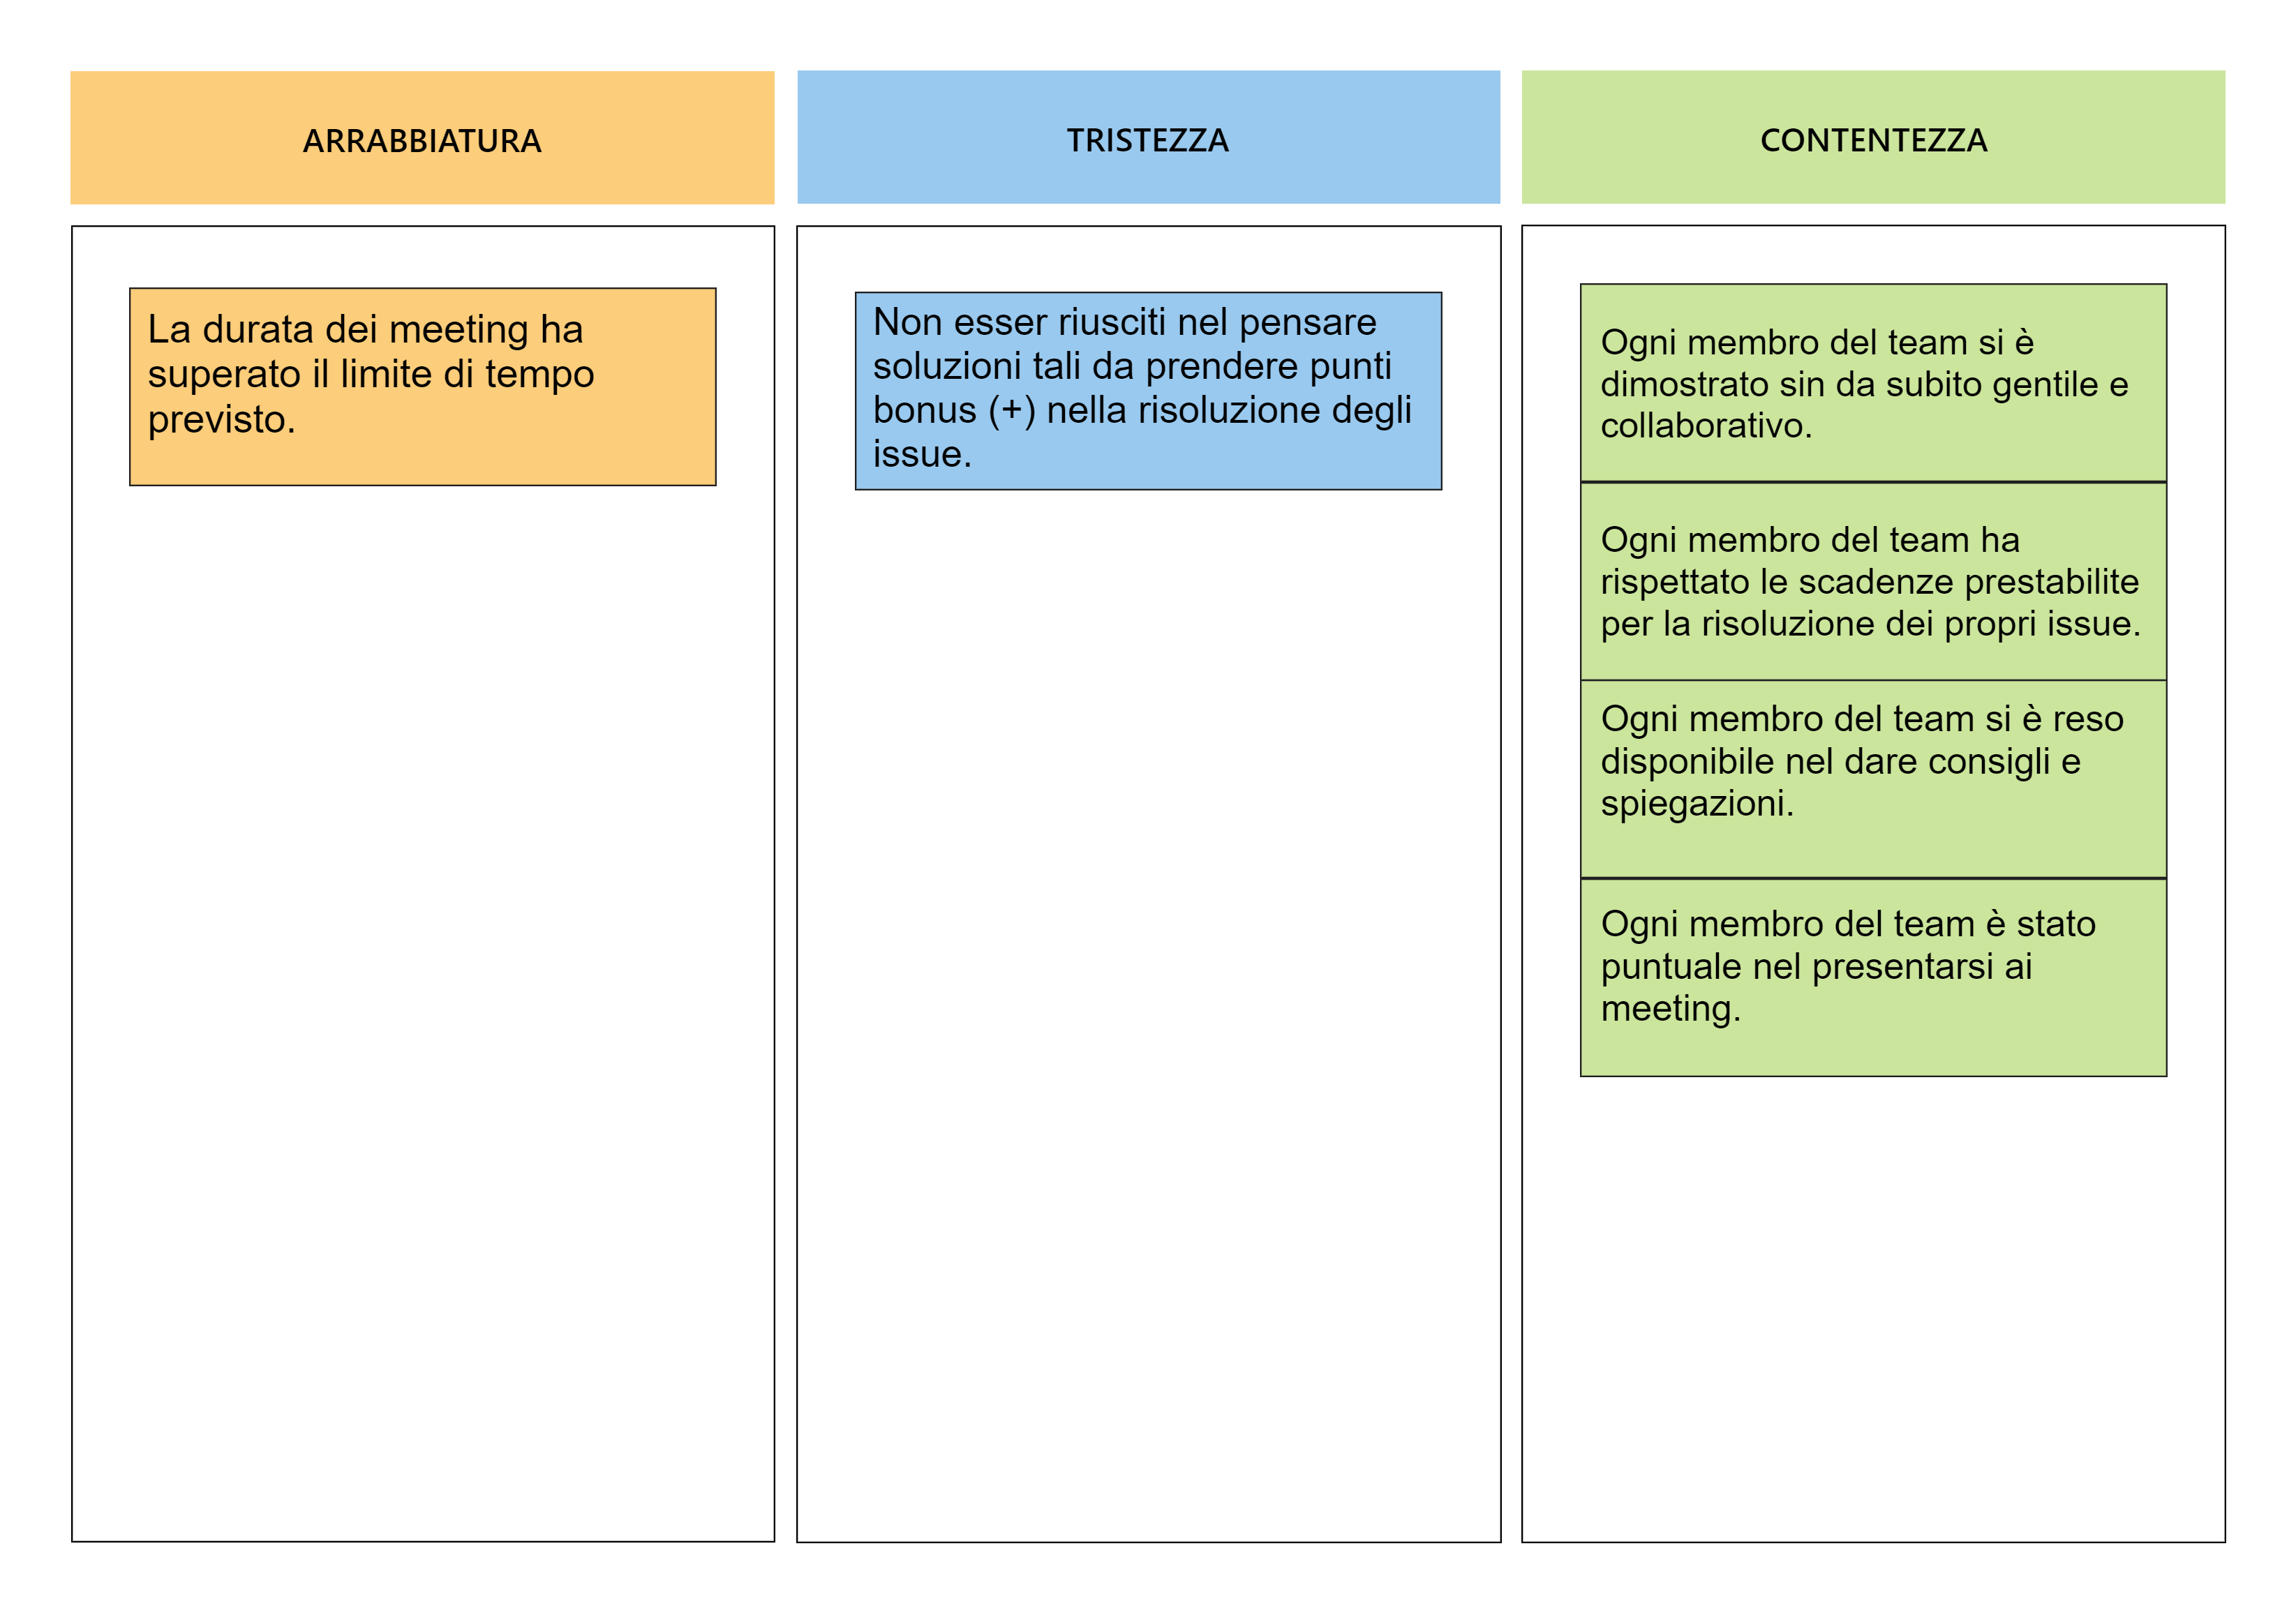 ARRABBIATURA
TRISTEZZA
CONTENTEZZA
La durata dei meeting ha
superato il limite di tempo
previsto.
Non esser riusciti nel pensare
soluzioni tali da prendere punti
bonus (+) nella risoluzione degli
issue.
Ogni membro del team si è
dimostrato sin da subito gentile e
collaborativo.
Ogni membro del team ha
rispettato le scadenze prestabilite
per la risoluzione dei propri issue.
Ogni membro del team si è reso
disponibile nel dare consigli e
spiegazioni.
Ogni membro del team è stato
puntuale nel presentarsi ai
meeting.